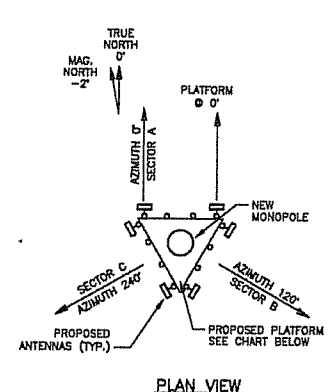 TRUE
NORTH
0°
MAG.
NORTH
-2°
PLATFORM
@ 0°
AZIMUTH 0°
SECTOR A
NEW
MONOPOLE
SECTOR C
AZIMUTH 240°
AZIMUTH 120°
SECTOR B
PROPOSED
ANTENNAS (TYP.)
PROPOSED PLATFORM
SEE CHART BELOW
PLAN VIEW